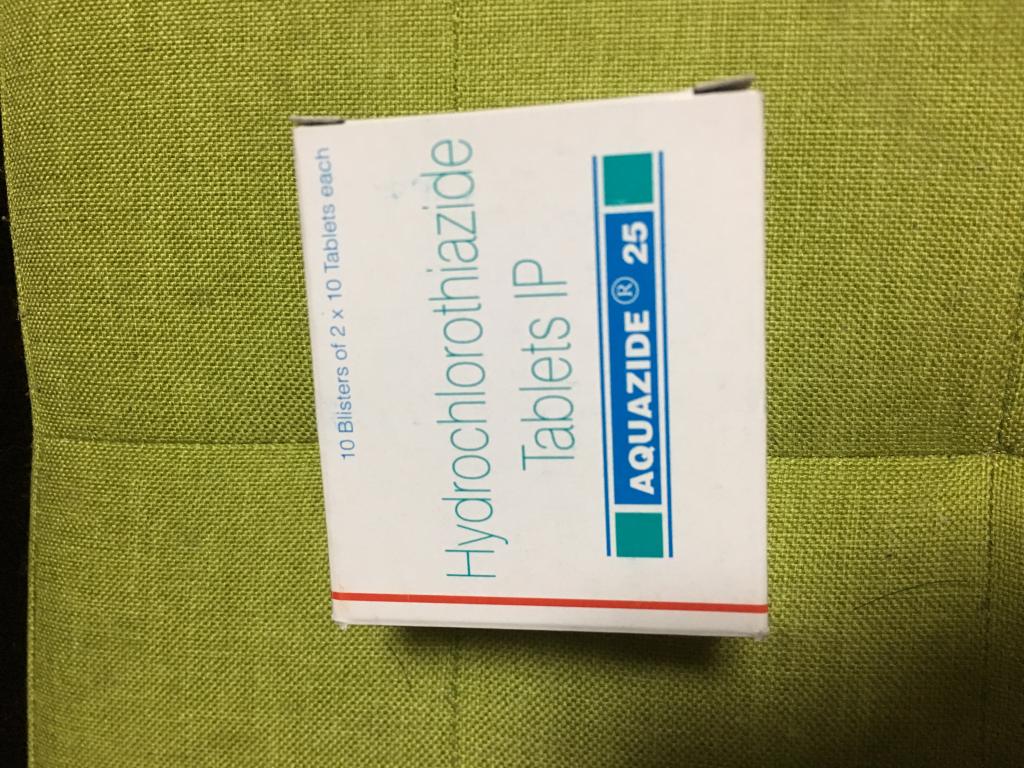 10 Blisters of 2 x 10 Tablets each
Hydrochlorothiazide
Tablets IP
AQUAZIDE® 25